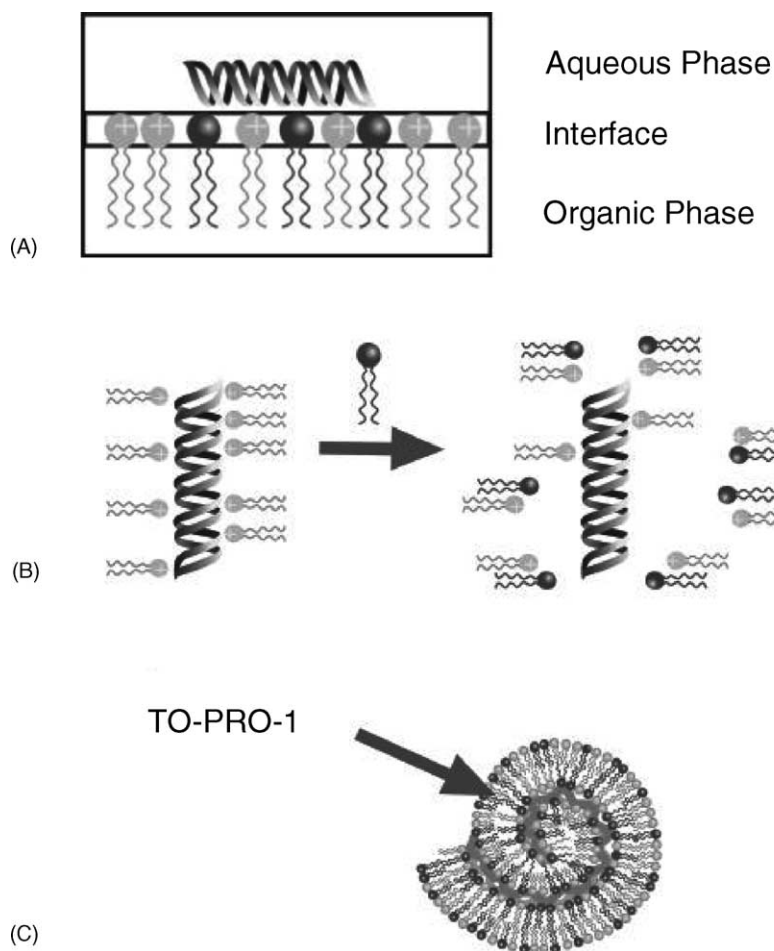 Aqueous Phase
Interface
Organic Phase
(A)
(B)
TO-PRO-1
(C)